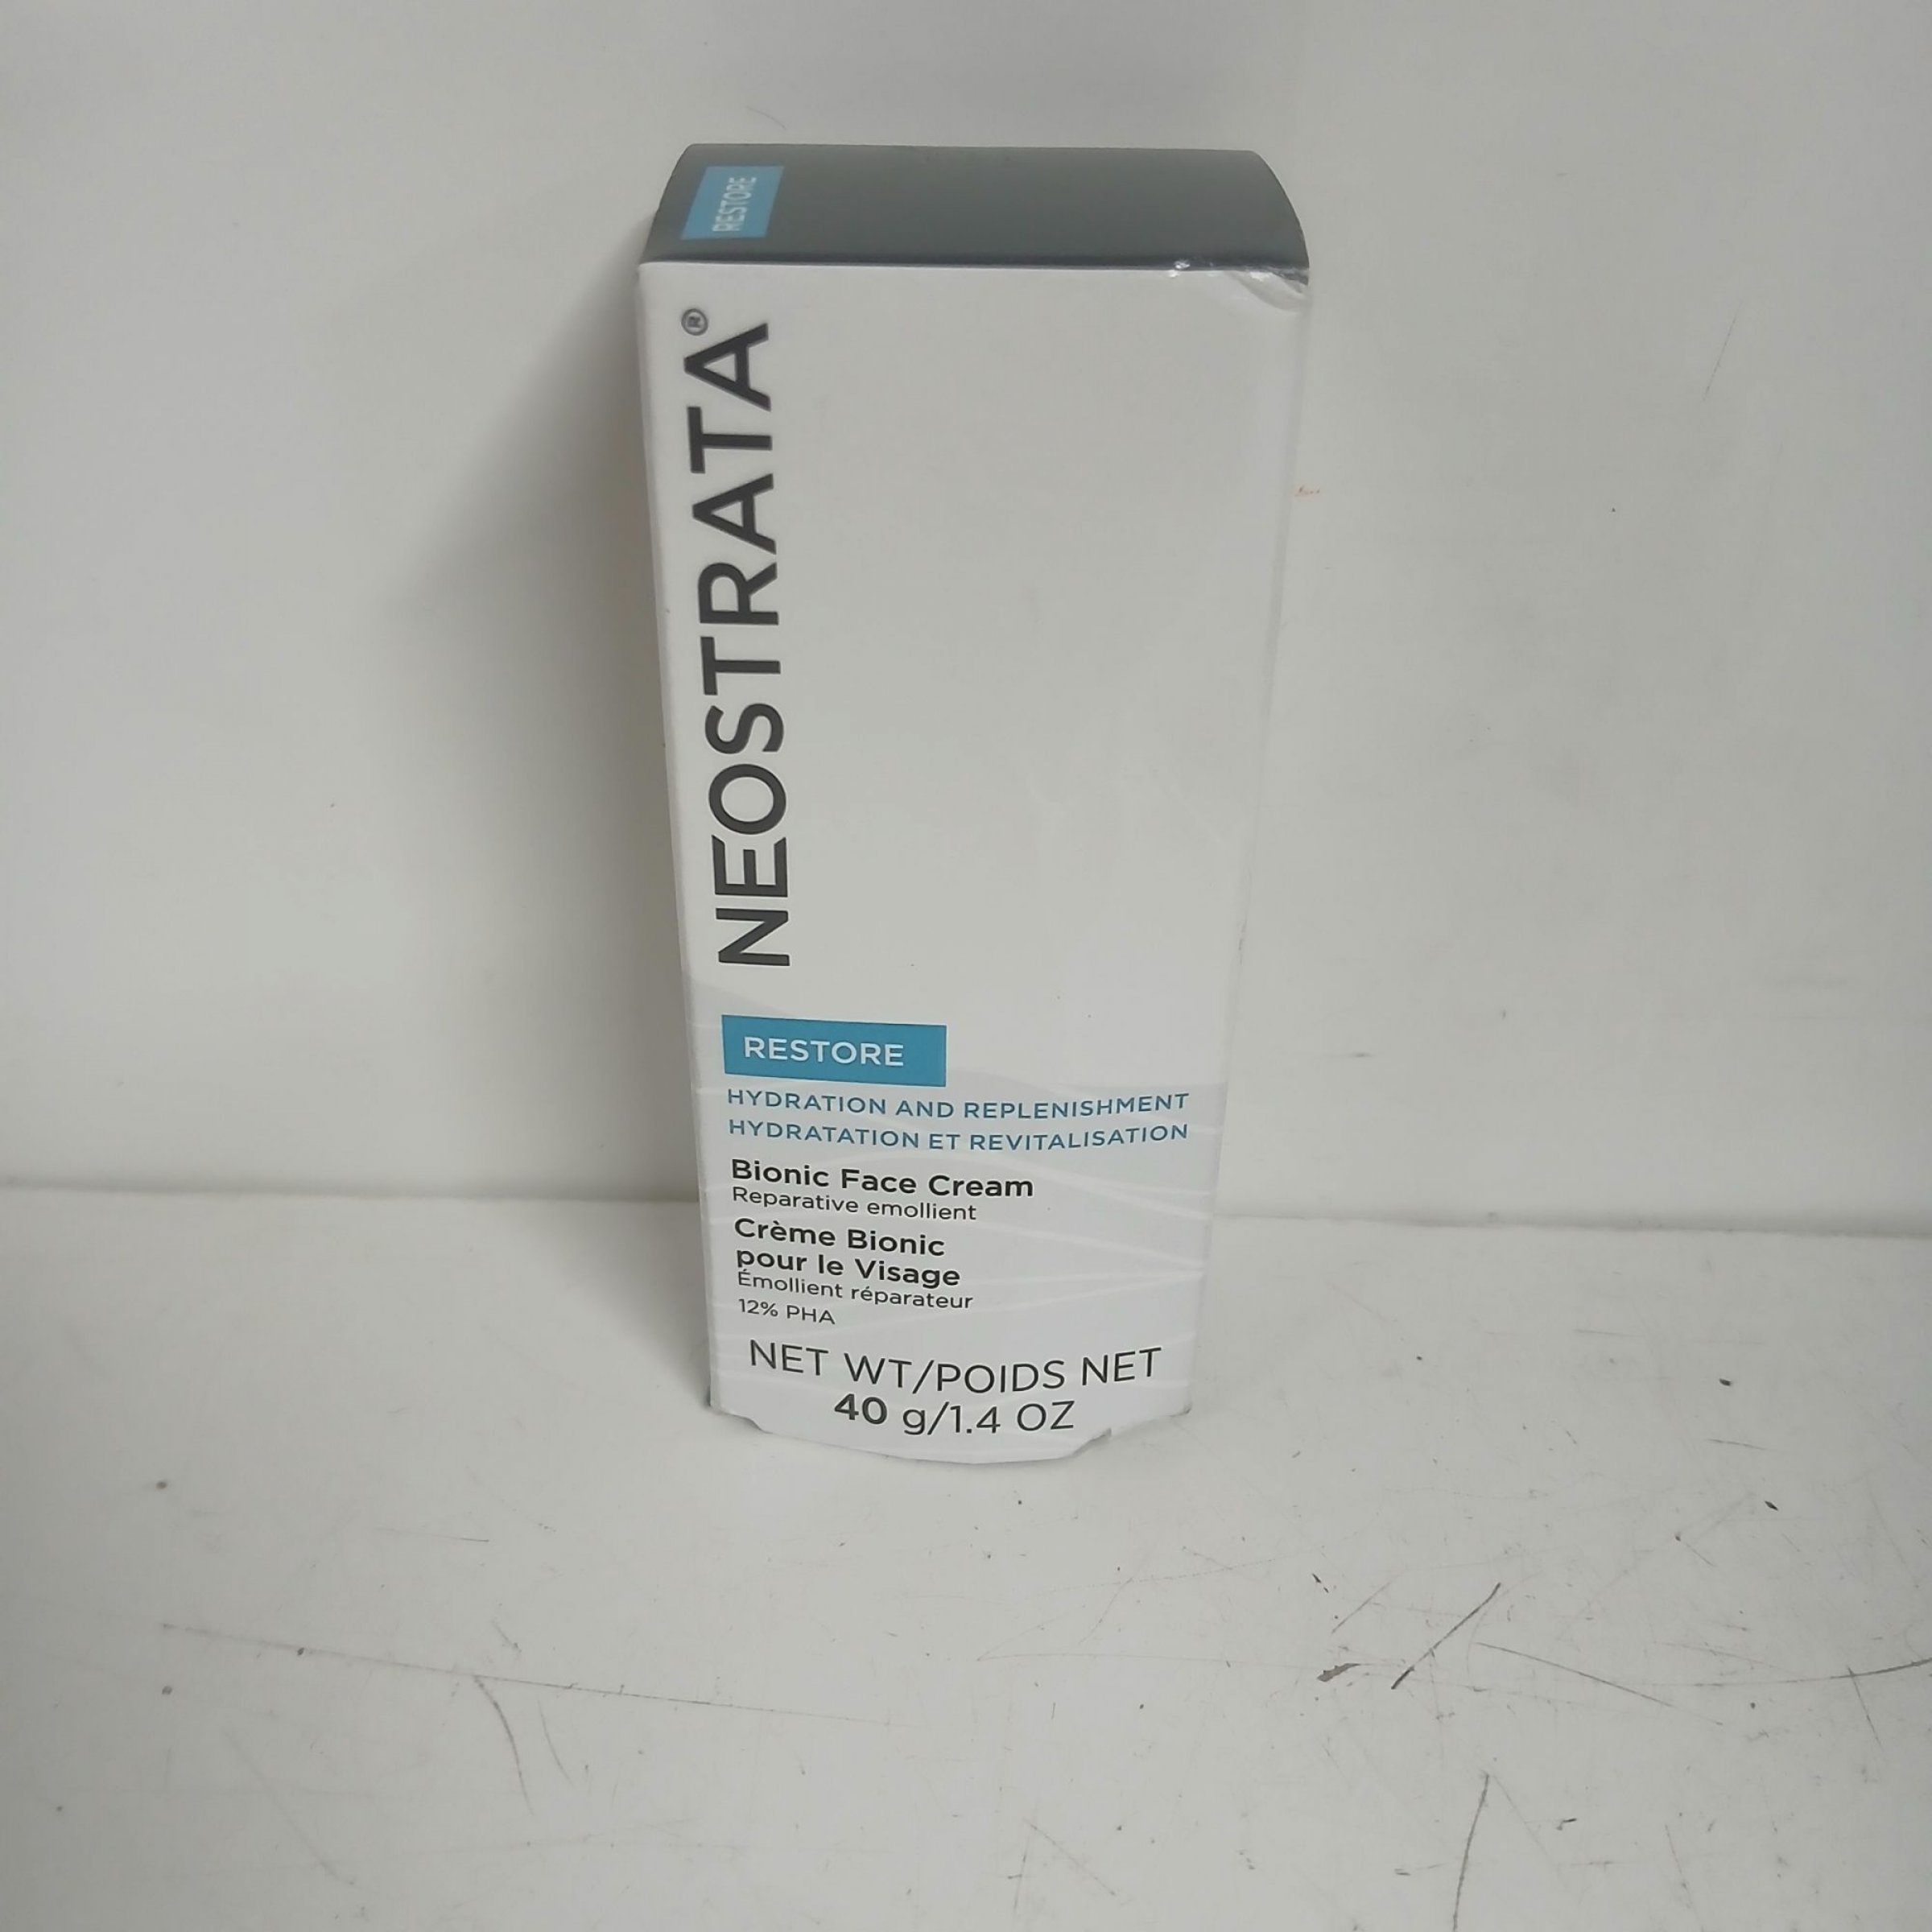 RESTORE
NEOSTRATA®
RESTORE
HYDRATION AND REPLENISHMENT
HYDRATATION ET REVITALISATION
Bionic Face Cream
Reparative emollient
Crème Bionic
pour le Visage
Émollient réparateur
12% PHA
NET WT/POIDS NET
40 g/1.4 OZ